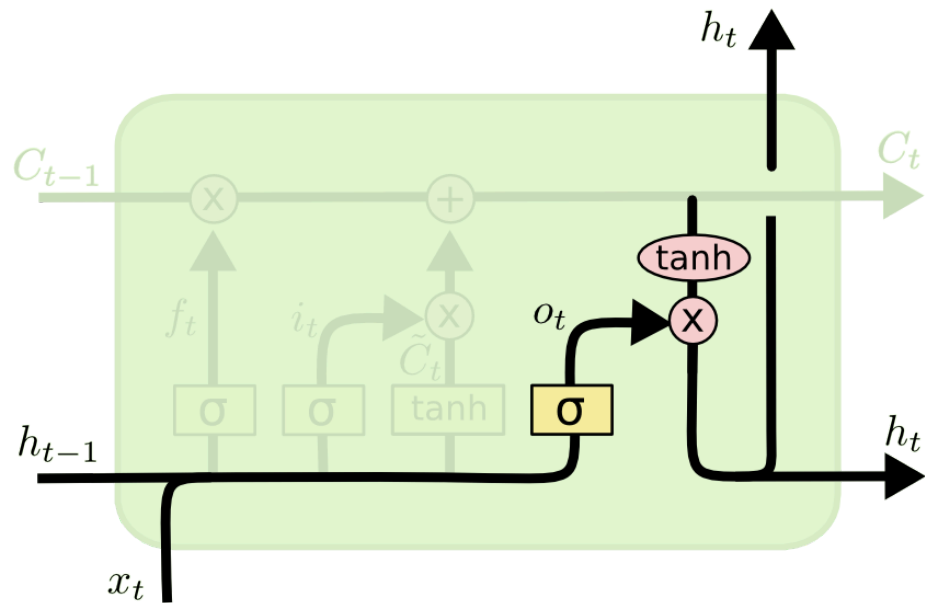 h_t
C_{t-1}
C_t
x
+
tanh
f_t
i_t
x
o_t
x
C̃_t
σ
σ
tanh
σ
h_{t-1}
h_t
x_t